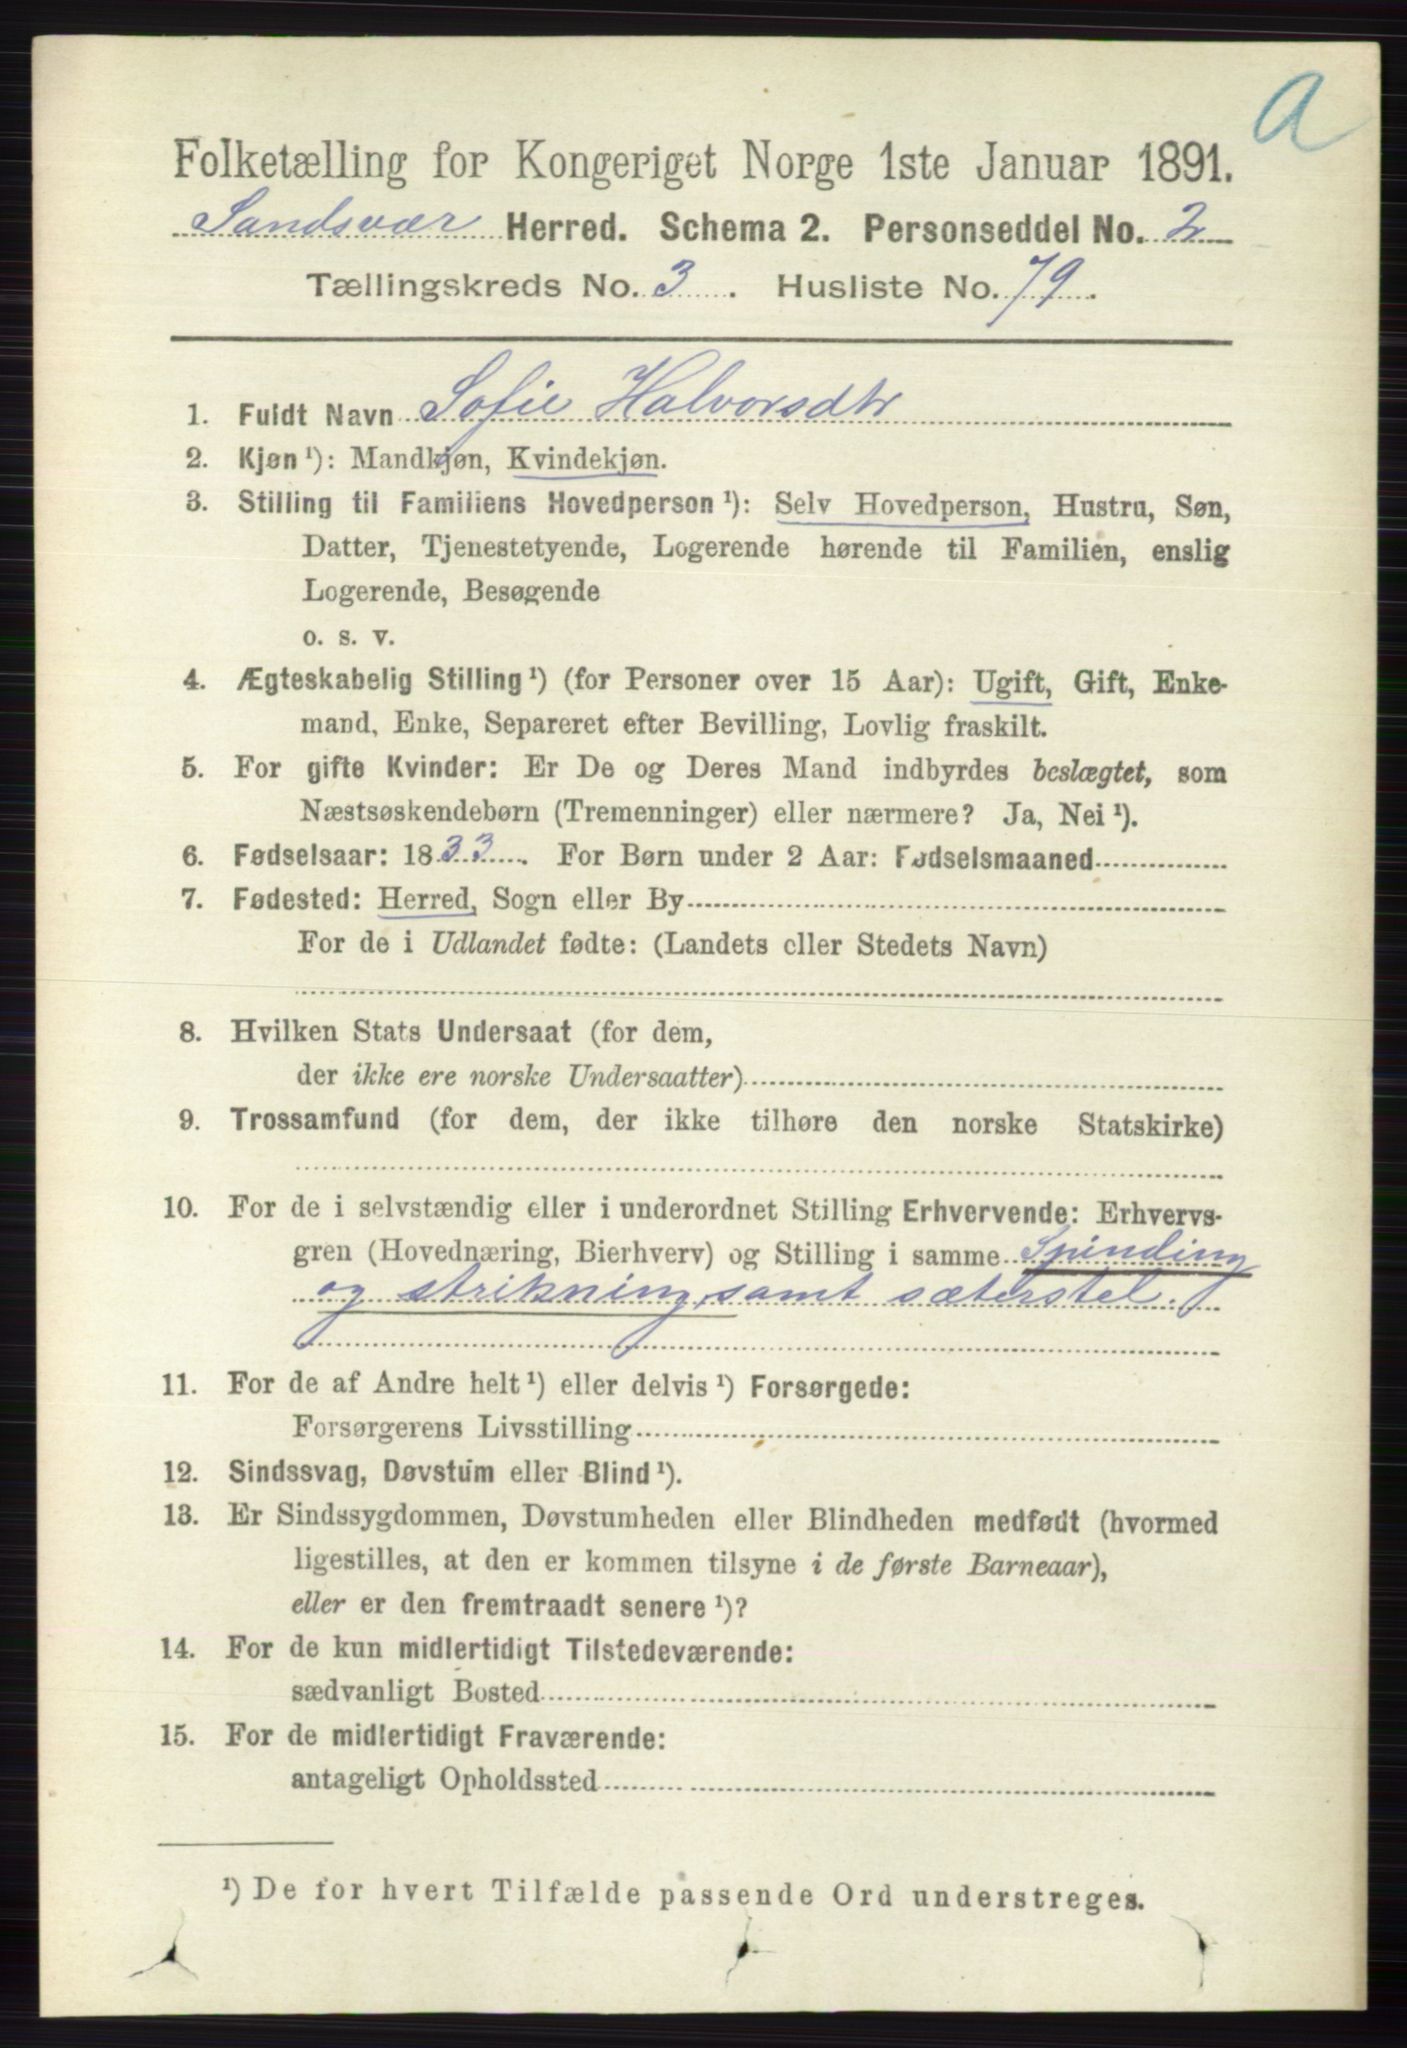 A
Folketælling for Kongeriget Norge 1ste Januar 1891.
Sandsvær Herred. Schema 2. Personseddel No. 2
Tællingskreds No. 3. Husliste No. 79.
1. Fuldt Navn Sofie Halvorsdtr
2. Kjøn ¹): Mandkjøn, Kvindekjøn.
3. Stilling til Familiens Hovedperson ¹): Selv Hovedperson, Hustru, Søn,
Datter, Tjenestetyende, Logerende hørende til Familien, enslig
Logerende, Besøgende
o. s. v.
4. Ægteskabelig Stilling ¹) (for Personer over 15 Aar): Ugift, Gift, Enke-
mand, Enke, Separeret efter Bevilling, Lovlig fraskilt.
5. For gifte Kvinder: Er De og Deres Mand indbyrdes beslægtet, som
Næstsøskendebørn (Tremenninger) eller nærmere? Ja, Nei ¹).
6. Fødselsaar: 1833. For Børn under 2 Aar: Fødselsmaaned
7. Fødested: Herred, Sogn eller By
For de i Udlandet fødte: (Landets eller Stedets Navn)
8. Hvilken Stats Undersaat (for dem,
der ikke ere norske Undersaatter)
9. Trossamfund (for dem, der ikke tilhøre den norske Statskirke)
10. For de i selvstændig eller i underordnet Stilling Erhvervende: Erhvervs-
gren (Hovednæring, Bierhverv) og Stilling i samme Spinding
og strikning, samt sæterstel.
11. For de af Andre helt ¹) eller delvis ¹) Forsørgede:
Forsørgerens Livsstilling
12. Sindssvag, Døvstum eller Blind ¹).
13. Er Sindssygdommen, Døvstumheden eller Blindheden medfødt (hvormed
ligestilles, at den er kommen tilsyne i de første Barneaar),
eller er den fremtraadt senere ¹)?
14. For de kun midlertidigt Tilstedeværende:
sædvanligt Bosted
15. For de midlertidigt Fraværende:
antageligt Opholdssted
¹) De for hvert Tilfælde passende Ord understreges.